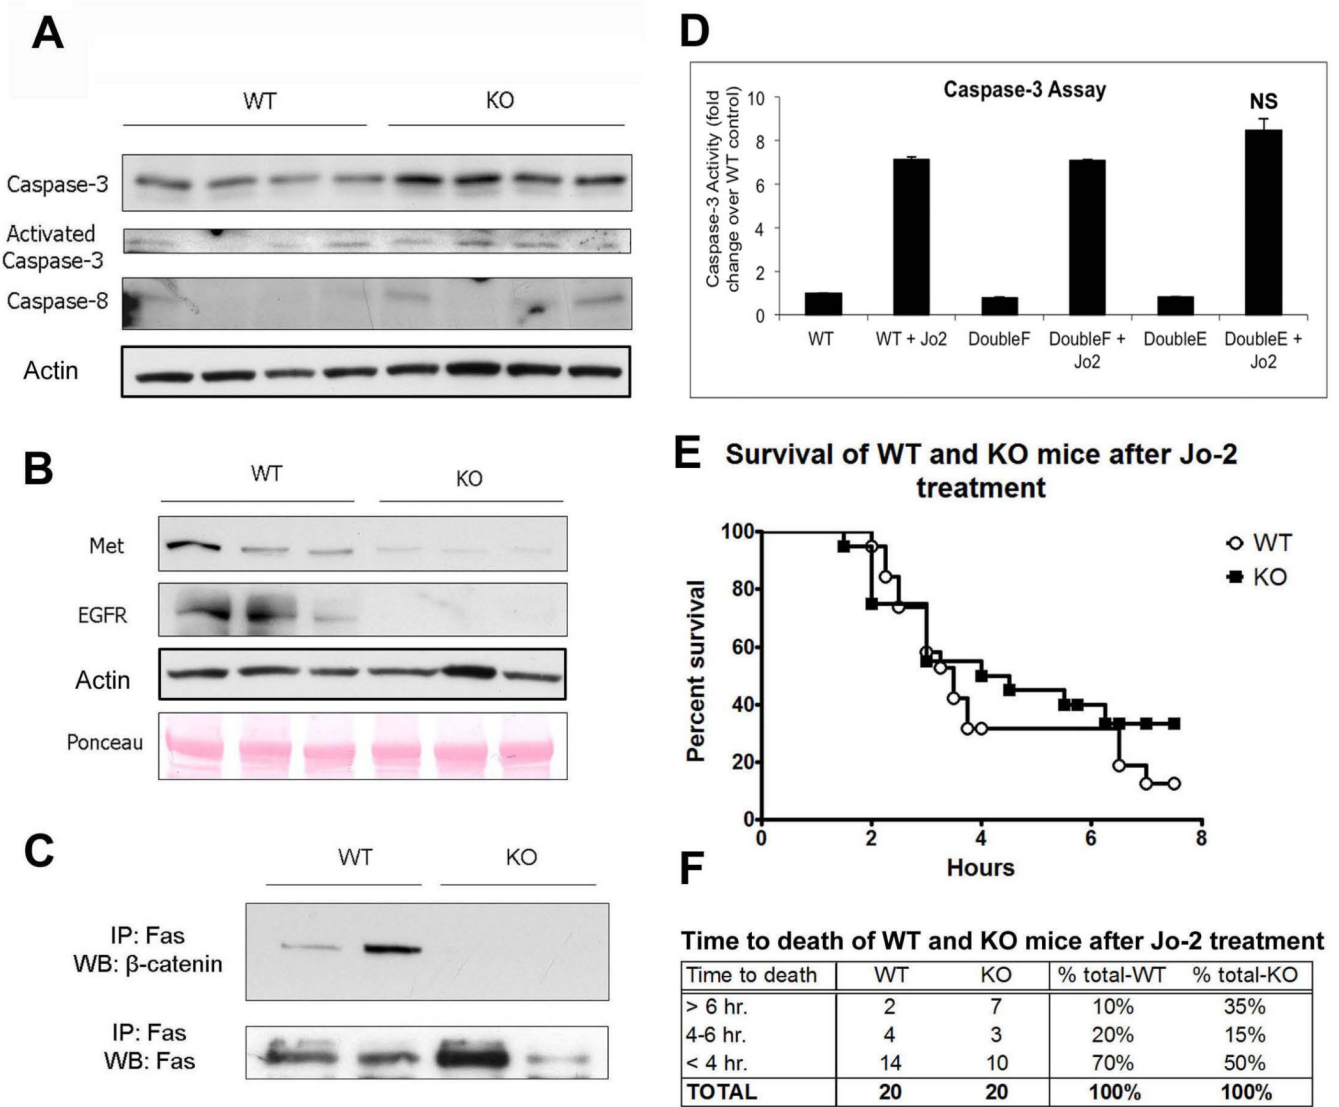 A
WT KO
Caspase-3
Activated
Caspase-3
Caspase-8
Actin
B
WT KO
Met
EGFR
Actin
Ponceau
C
WT KO
IP: Fas
WB: β-catenin
IP: Fas
WB: Fas
D
Caspase-3 Assay
NS
Caspase-3 Activity (fold
change over WT control)
10
8
6
4
2
0
WT WT + Jo2 DoubleF DoubleF + Jo2 DoubleE DoubleE + Jo2
E
Survival of WT and KO mice after Jo-2
treatment
WT
KO
Percent survival
100
80
60
40
20
0
0 2 4 6 8
Hours
F
Time to death of WT and KO mice after Jo-2 treatment
Time to death WT KO % total-WT % total-KO
> 6 hr. 2 7 10% 35%
4-6 hr. 4 3 20% 15%
< 4 hr. 14 10 70% 50%
TOTAL 20 20 100% 100%